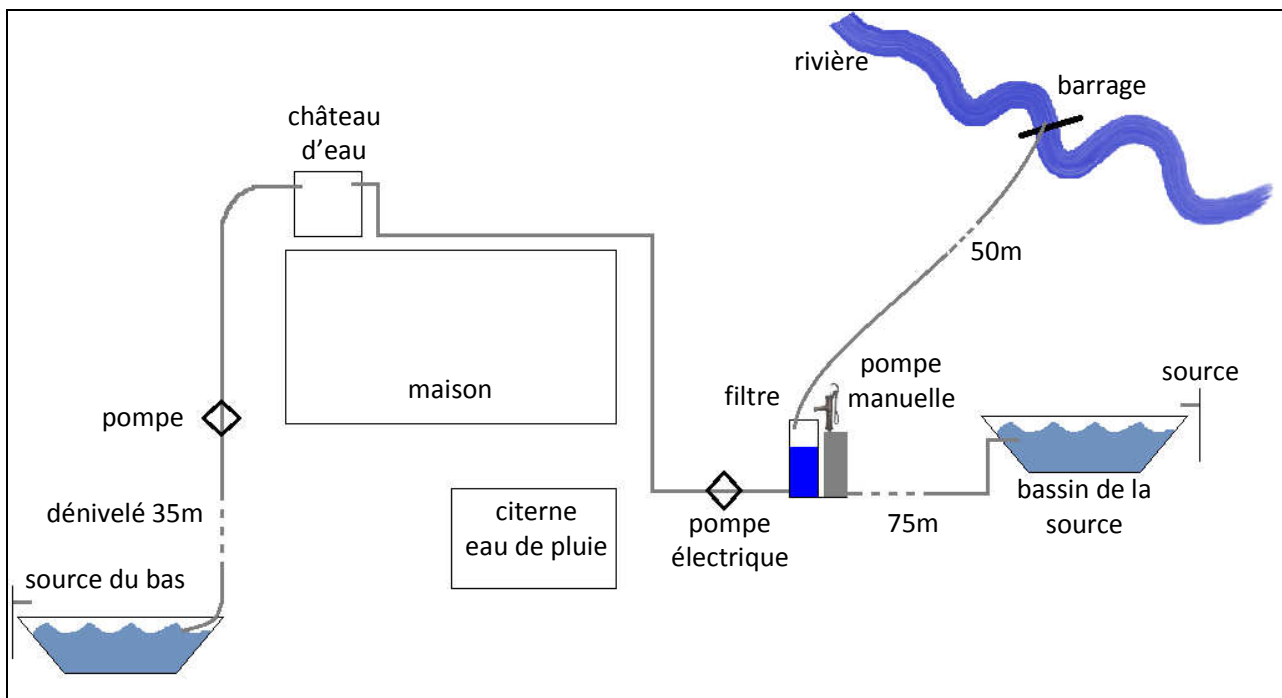 rivière
barrage
château
d’eau
50m
pompe
manuelle
source
filtre
maison
pompe
dénivelé 35m
citerne
eau de pluie
bassin de la
source
75m
pompe
électrique
source du bas